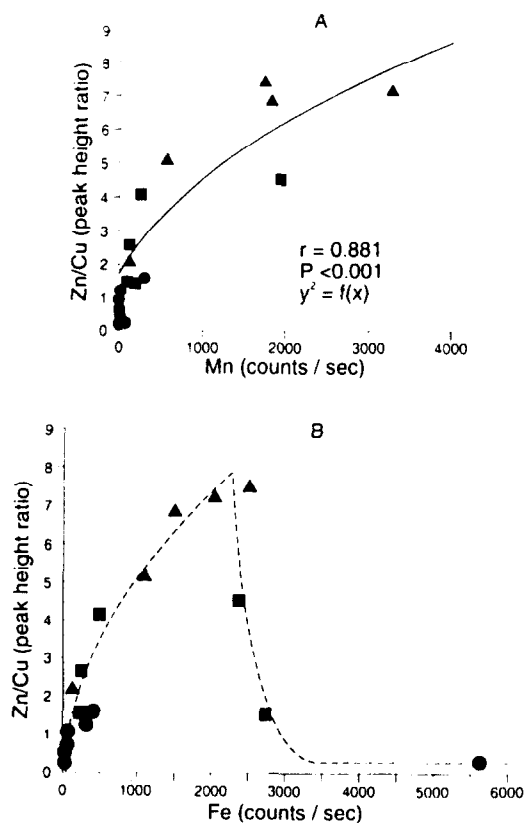 A
Zn/Cu (peak height ratio)
9
8
7
6
5
4
3
2
1
0
r = 0.881
P <0.001
y² = f(x)
0 1000 2000 3000 4000
Mn (counts / sec)
B
Zn/Cu (peak height ratio)
9
8
7
6
5
4
3
2
1
0
0 1000 2000 3000 4000 5000 6000
Fe (counts / sec)